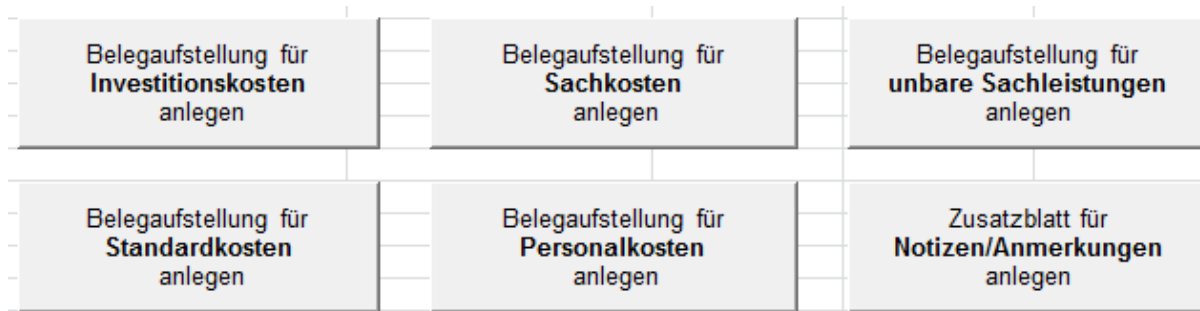 Belegaufstellung für
Investitionskosten
anlegen
Belegaufstellung für
Sachkosten
anlegen
Belegaufstellung für
unbare Sachleistungen
anlegen
Belegaufstellung für
Standardkosten
anlegen
Belegaufstellung für
Personalkosten
anlegen
Zusatzblatt für
Notizen/Anmerkungen
anlegen